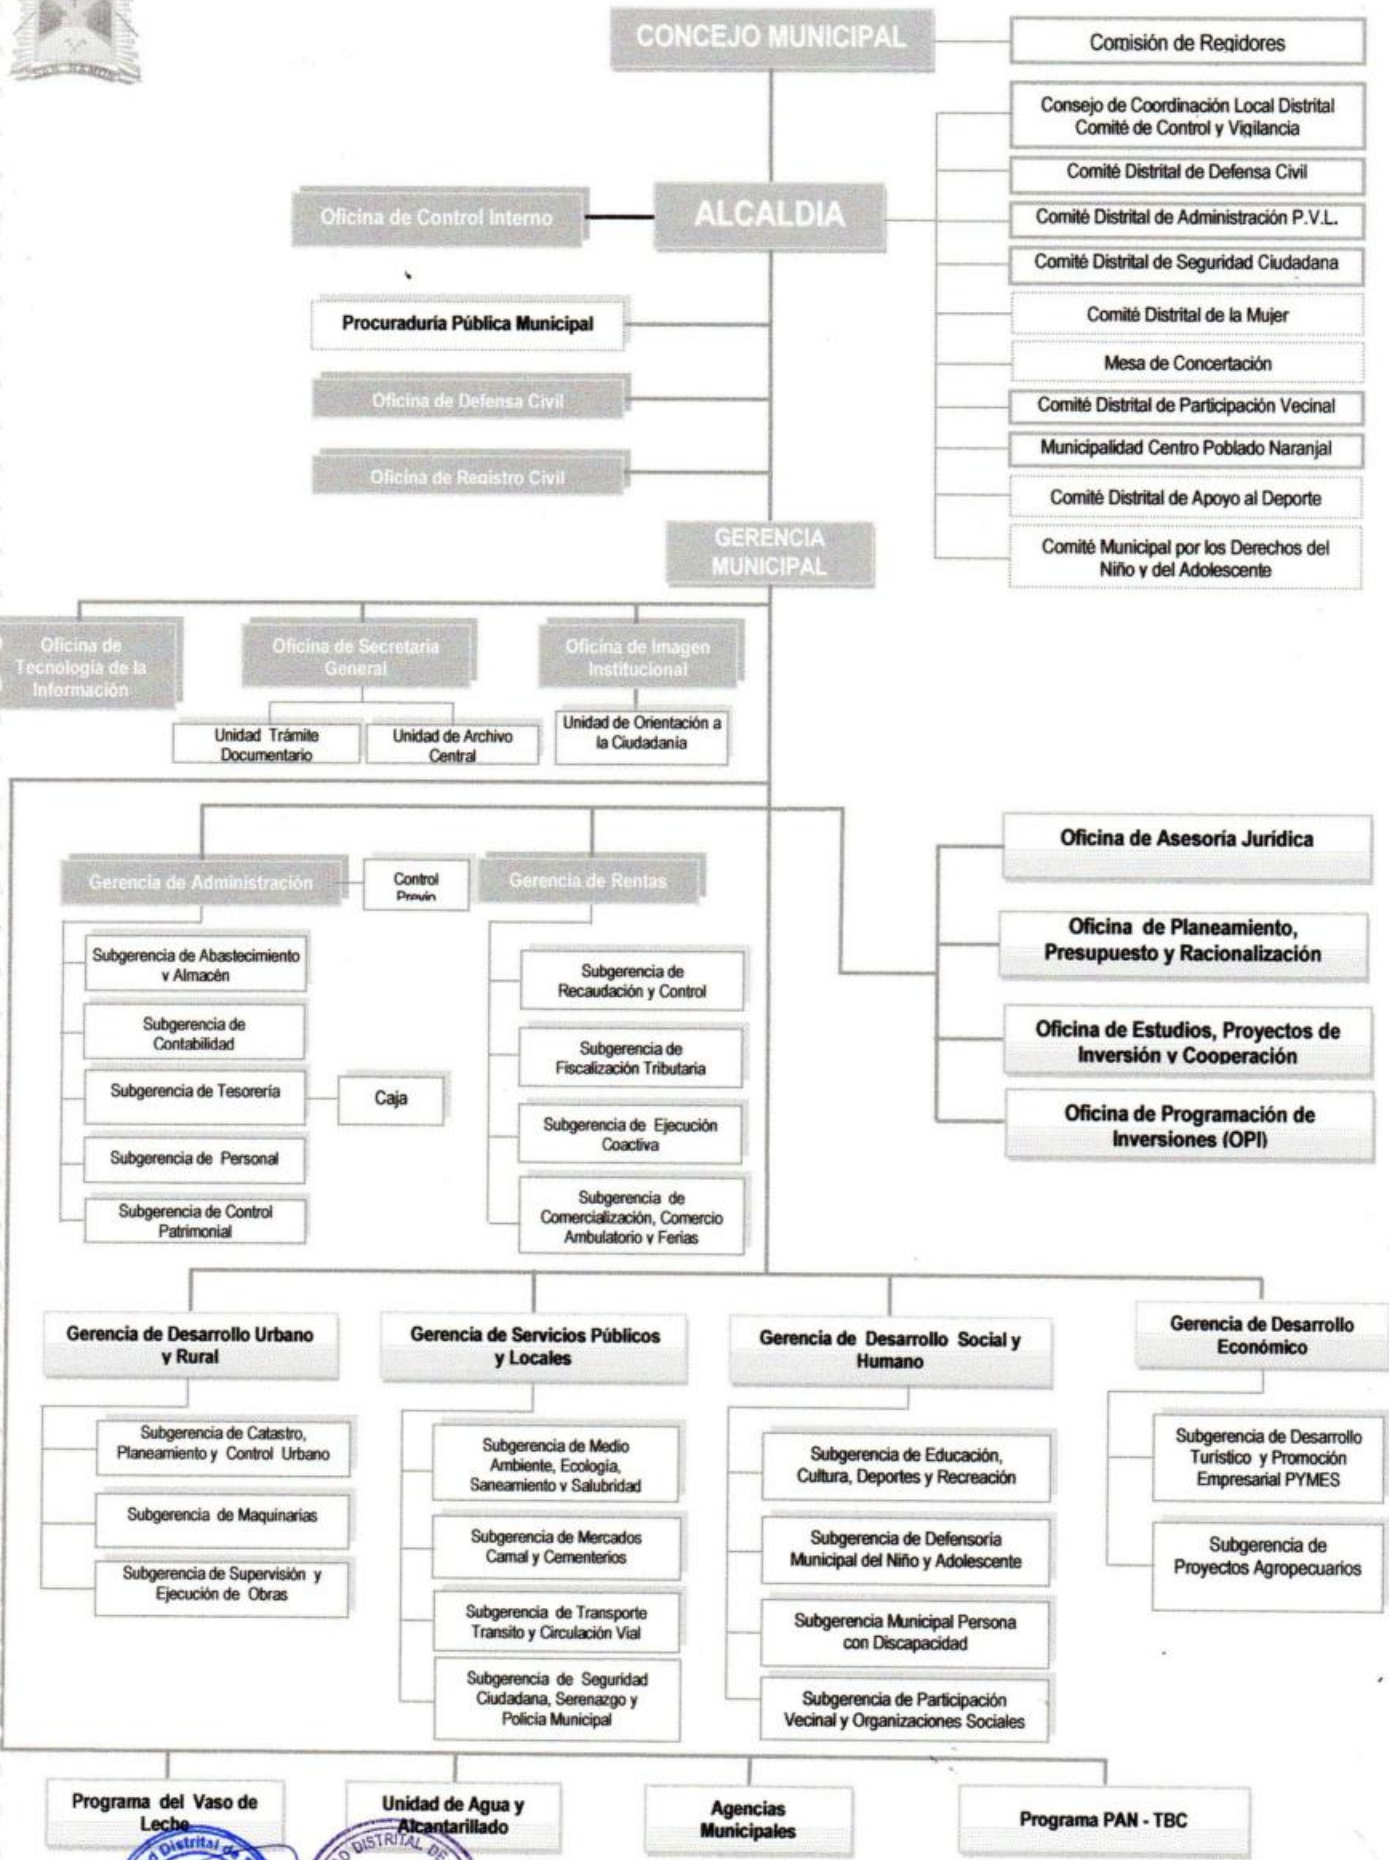 SAN RAMON
CONCEJO MUNICIPAL
Comisión de Regidores
Consejo de Coordinación Local Distrital
Comité de Control y Vigilancia
Comité Distrital de Defensa Civil
ALCALDIA
Oficina de Control Interno
Comité Distrital de Administración P.V.L.
Comité Distrital de Seguridad Ciudadana
Procuraduría Pública Municipal
Comité Distrital de la Mujer
Mesa de Concertación
Oficina de Defensa Civil
Comité Distrital de Participación Vecinal
Municipalidad Centro Poblado Naranjal
Oficina de Registro Civil
Comité Distrital de Apoyo al Deporte
GERENCIA
MUNICIPAL
Comité Municipal por los Derechos del
Niño y del Adolescente
Oficina de
Tecnología de la
Información
Oficina de Secretaria
General
Oficina de Imagen
Institucional
Unidad Trámite
Documentario
Unidad de Archivo
Central
Unidad de Orientación a
la Ciudadanía
Oficina de Asesoría Jurídica
Gerencia de Administración
Control
Previo
Gerencia de Rentas
Oficina de Planeamiento,
Presupuesto y Racionalización
Subgerencia de Abastecimiento
y Almacén
Subgerencia de
Recaudación y Control
Subgerencia de
Contabilidad
Oficina de Estudios, Proyectos de
Inversión y Cooperación
Subgerencia de
Fiscalización Tributaria
Subgerencia de Tesorería
Caja
Oficina de Programación de
Inversiones (OPI)
Subgerencia de Ejecución
Coactiva
Subgerencia de Personal
Subgerencia de Control
Patrimonial
Subgerencia de
Comercialización, Comercio
Ambulatorio y Ferias
Gerencia de Desarrollo Urbano
y Rural
Gerencia de Servicios Públicos
y Locales
Gerencia de Desarrollo Social y
Humano
Gerencia de Desarrollo
Económico
Subgerencia de Catastro,
Planeamiento y Control Urbano
Subgerencia de Maquinarias
Subgerencia de Supervisión y
Ejecución de Obras
Subgerencia de Medio
Ambiente, Ecología,
Saneamiento y Salubridad
Subgerencia de Mercados
Camal y Cementerios
Subgerencia de Transporte
Transito y Circulación Vial
Subgerencia de Seguridad
Ciudadana, Serenazgo y
Policía Municipal
Subgerencia de Educación,
Cultura, Deportes y Recreación
Subgerencia de Defensoría
Municipal del Niño y Adolescente
Subgerencia Municipal Persona
con Discapacidad
Subgerencia de Participación
Vecinal y Organizaciones Sociales
Subgerencia de Desarrollo
Turístico y Promoción
Empresarial PYMES
Subgerencia de
Proyectos Agropecuarios
Programa del Vaso de
Leche
Unidad de Agua y
Alcantarillado
Agencias
Municipales
Programa PAN - TBC
Distrital de
DISTRITAL DE